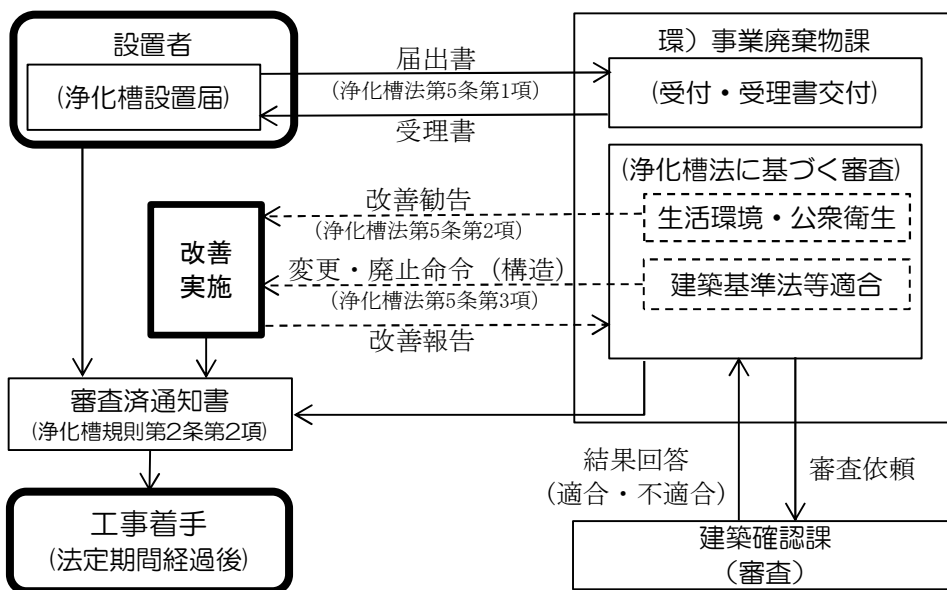 設置者
(浄化槽設置届)
届出書
(浄化槽法第5条第1項)
受理書
環）事業廃棄物課
(受付・受理書交付)
(浄化槽法に基づく審査)
生活環境・公衆衛生
建築基準法等適合
改善勧告
(浄化槽法第5条第2項)
変更・廃止命令（構造）
(浄化槽法第5条第3項)
改善報告
改善
実施
審査済通知書
(浄化槽規則第2条第2項)
工事着手
(法定期間経過後)
結果回答
(適合・不適合)
審査依頼
建築確認課
（審査）